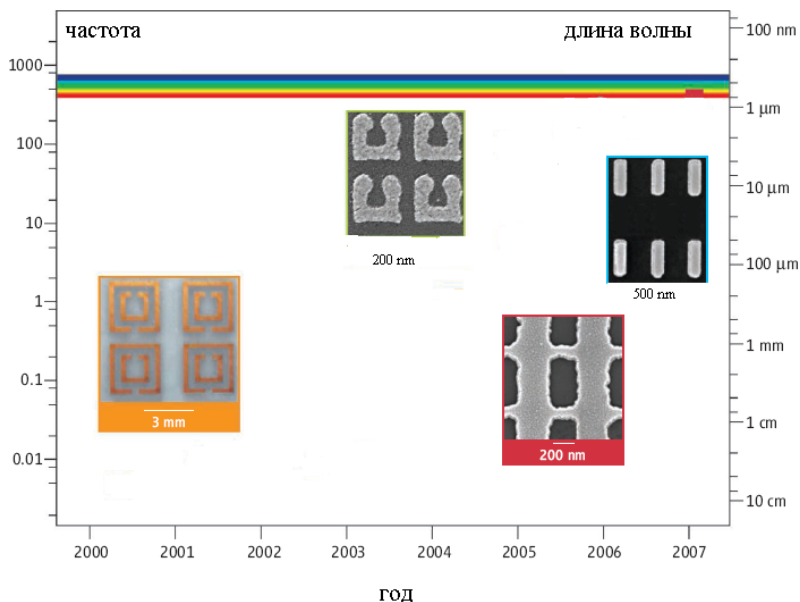 частота
длина волны
100 nm
1000
1 µm
100
10 µm
10
200 nm
100 µm
500 nm
1
1 mm
0.1
3 mm
1 cm
200 nm
0.01
10 cm
2000 2001 2002 2003 2004 2005 2006 2007
год